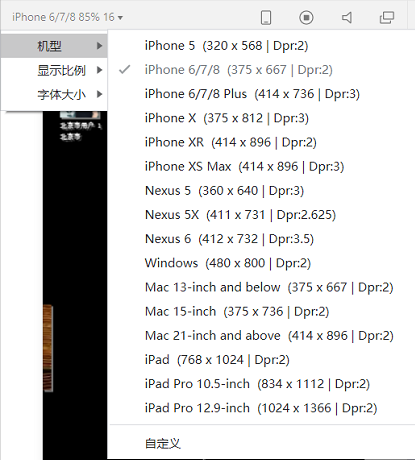 iPhone 6/7/8 85% 16
机型
显示比例
字体大小
iPhone 5 (320 x 568 | Dpr:2)
iPhone 6/7/8 (375 x 667 | Dpr:2)
iPhone 6/7/8 Plus (414 x 736 | Dpr:3)
iPhone X (375 x 812 | Dpr:3)
iPhone XR (414 x 896 | Dpr:2)
iPhone XS Max (414 x 896 | Dpr:3)
Nexus 5 (360 x 640 | Dpr:3)
Nexus 5X (411 x 731 | Dpr:2.625)
Nexus 6 (412 x 732 | Dpr:3.5)
Windows (480 x 800 | Dpr:2)
Mac 13-inch and below (375 x 667 | Dpr:2)
Mac 15-inch (375 x 736 | Dpr:2)
Mac 21-inch and above (414 x 896 | Dpr:2)
iPad (768 x 1024 | Dpr:2)
iPad Pro 10.5-inch (834 x 1112 | Dpr:2)
iPad Pro 12.9-inch (1024 x 1366 | Dpr:2)
自定义